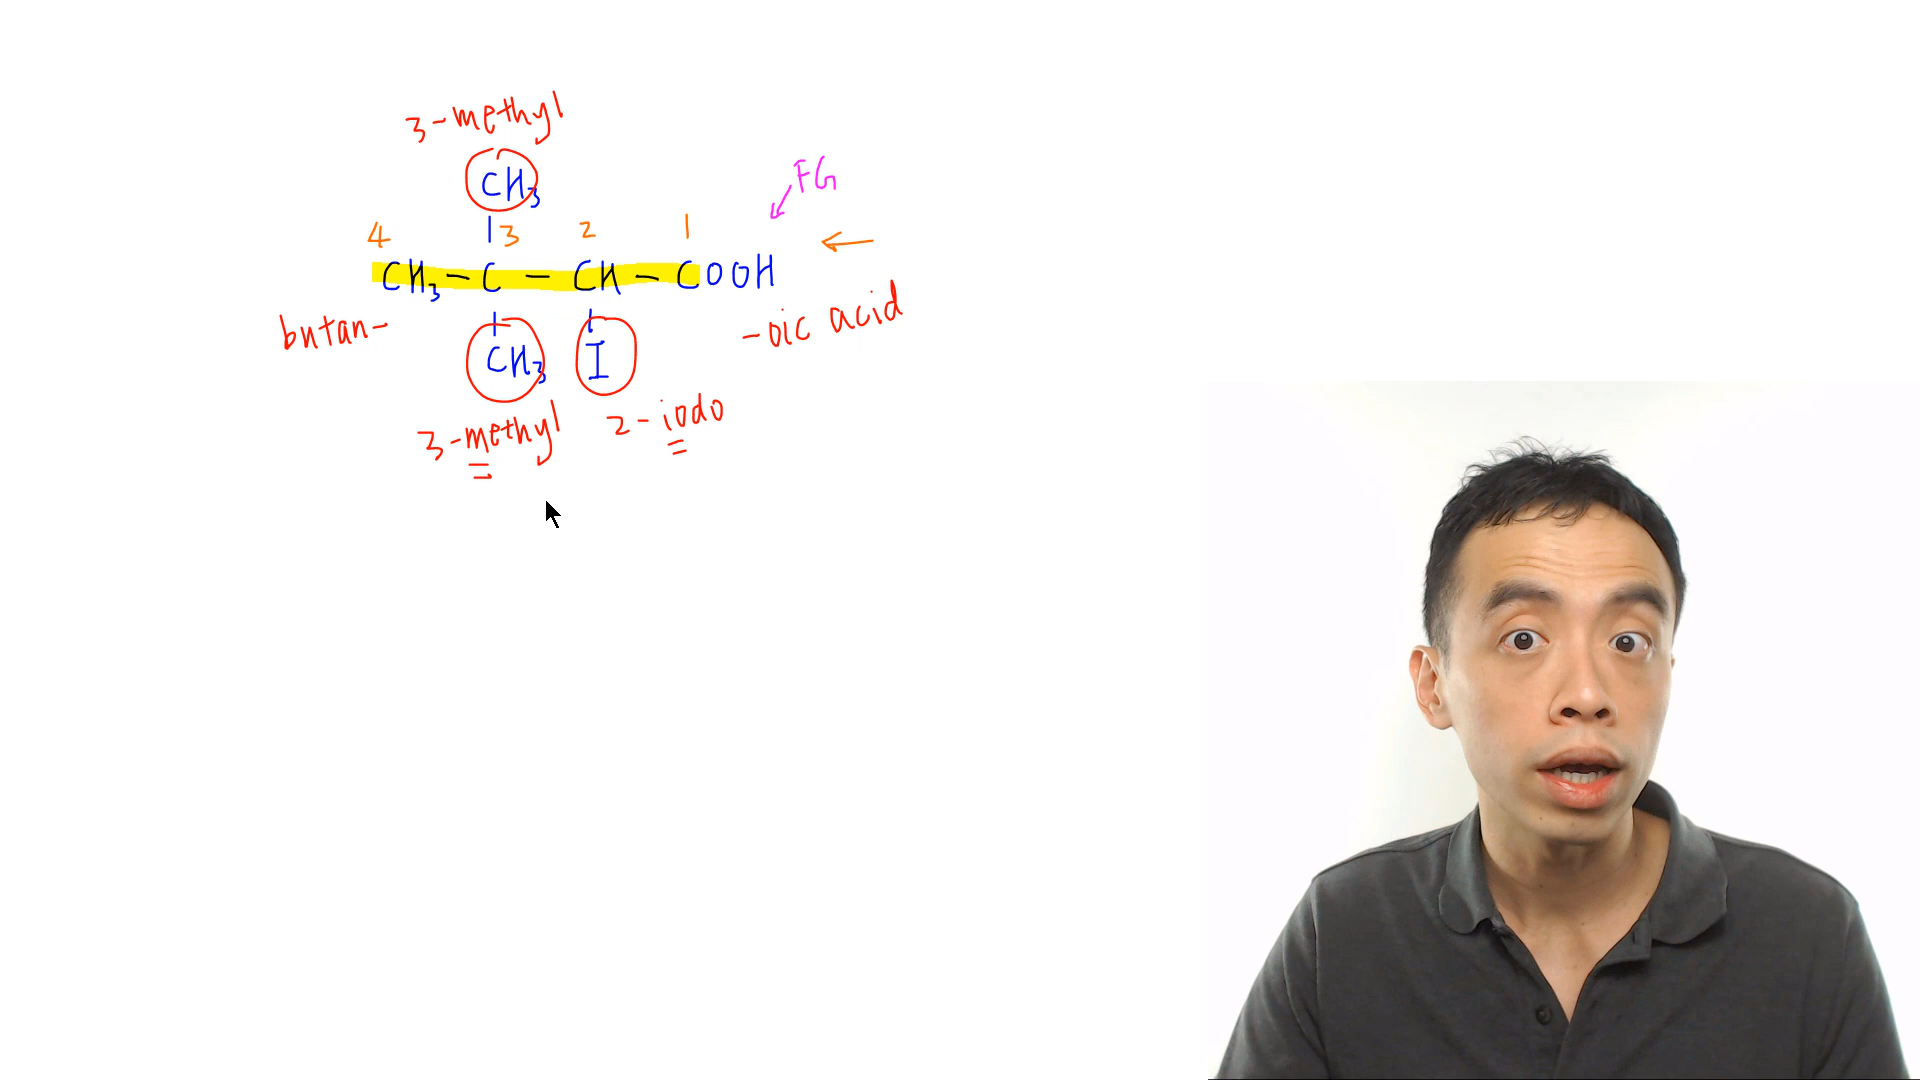 3-methyl
CH3
FG
4 3 2 1
CH3 - C - CH - COOH
butan- -oic acid
CH3 I
3-methyl 2-iodo